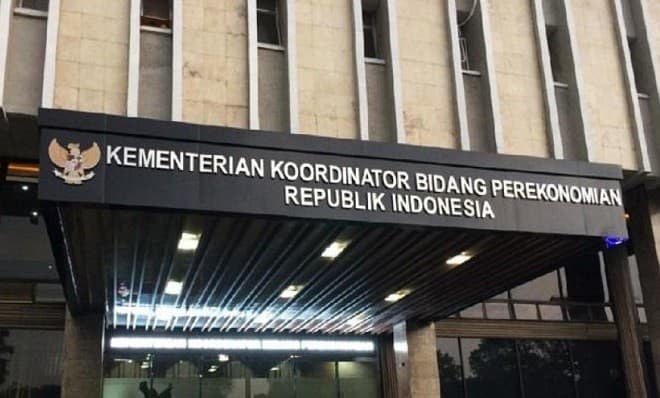 KEMENTERIAN KOORDINATOR BIDANG PEREKONOMIAN
REPUBLIK INDONESIA